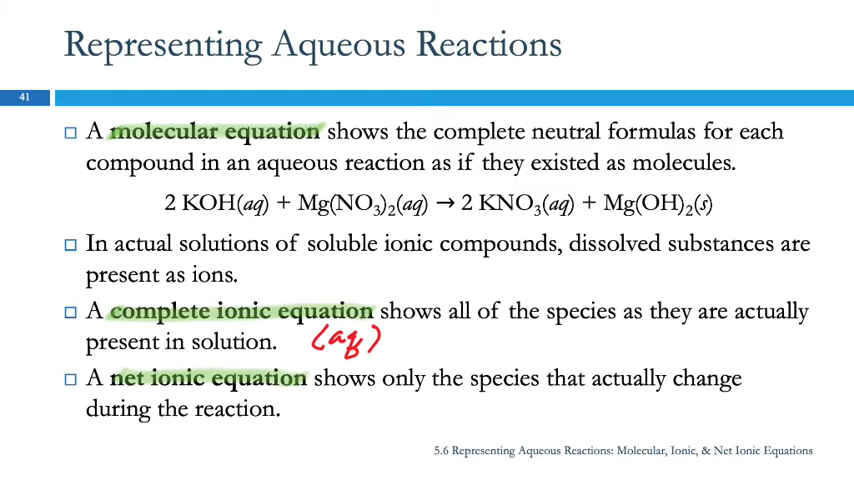 Representing Aqueous Reactions
41
□ A molecular equation shows the complete neutral formulas for each
compound in an aqueous reaction as if they existed as molecules.
2 KOH(aq) + Mg(NO₃)₂(aq) → 2 KNO₃(aq) + Mg(OH)₂(s)
□ In actual solutions of soluble ionic compounds, dissolved substances are
present as ions.
□ A complete ionic equation shows all of the species as they are actually
present in solution. (aq)
□ A net ionic equation shows only the species that actually change
during the reaction.
5.6 Representing Aqueous Reactions: Molecular, Ionic, & Net Ionic Equations